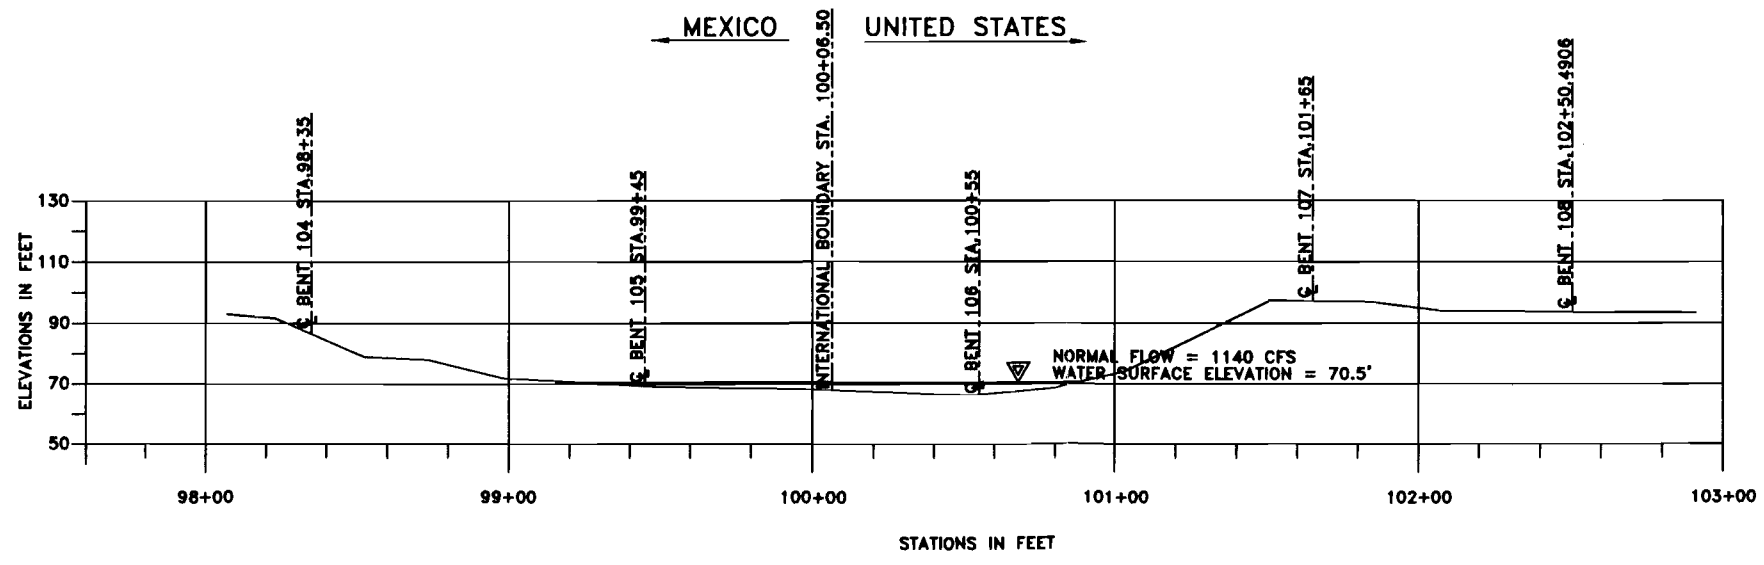 MEXICO
UNITED STATES
℄ BENT 104 STA.98+35
℄ BENT 105 STA.99+45
INTERNATIONAL BOUNDARY STA. 100+06.50
℄ BENT 106 STA.100+55
℄ BENT 107 STA.101+65
℄ BENT 108 STA.102+50.4906
ELEVATIONS IN FEET
130
110
90
70
50
NORMAL FLOW = 1140 CFS
WATER SURFACE ELEVATION = 70.5'
98+00
99+00
100+00
101+00
102+00
103+00
STATIONS IN FEET